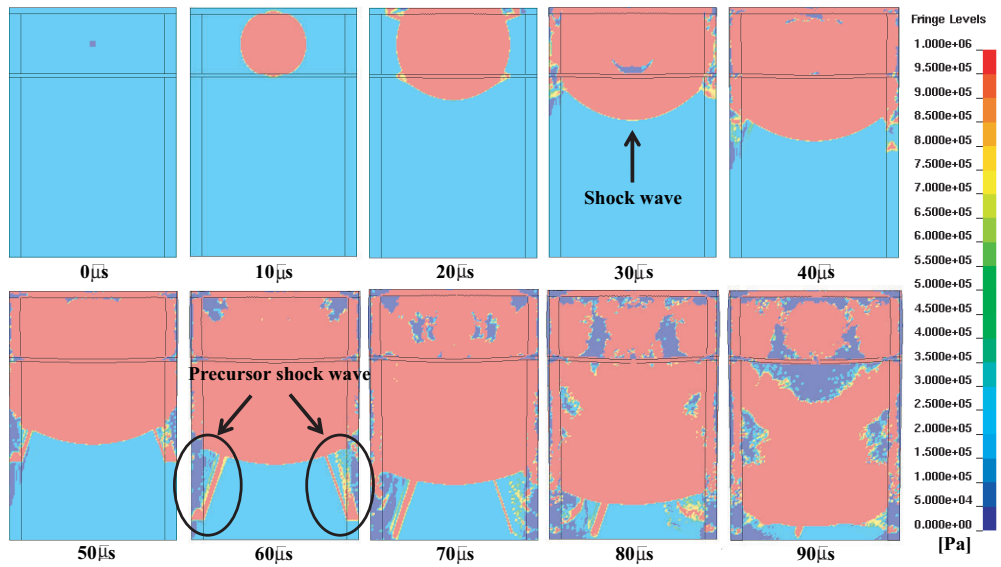 Fringe Levels
1.000e+06
9.500e+05
9.000e+05
8.500e+05
8.000e+05
7.500e+05
7.000e+05
6.500e+05
6.000e+05
5.500e+05
5.000e+05
4.500e+05
4.000e+05
3.500e+05
3.000e+05
2.500e+05
2.000e+05
1.500e+05
1.000e+05
5.000e+04
0.000e+00
[Pa]
Shock wave
0μs 10μs 20μs 30μs 40μs
Precursor shock wave
50μs 60μs 70μs 80μs 90μs